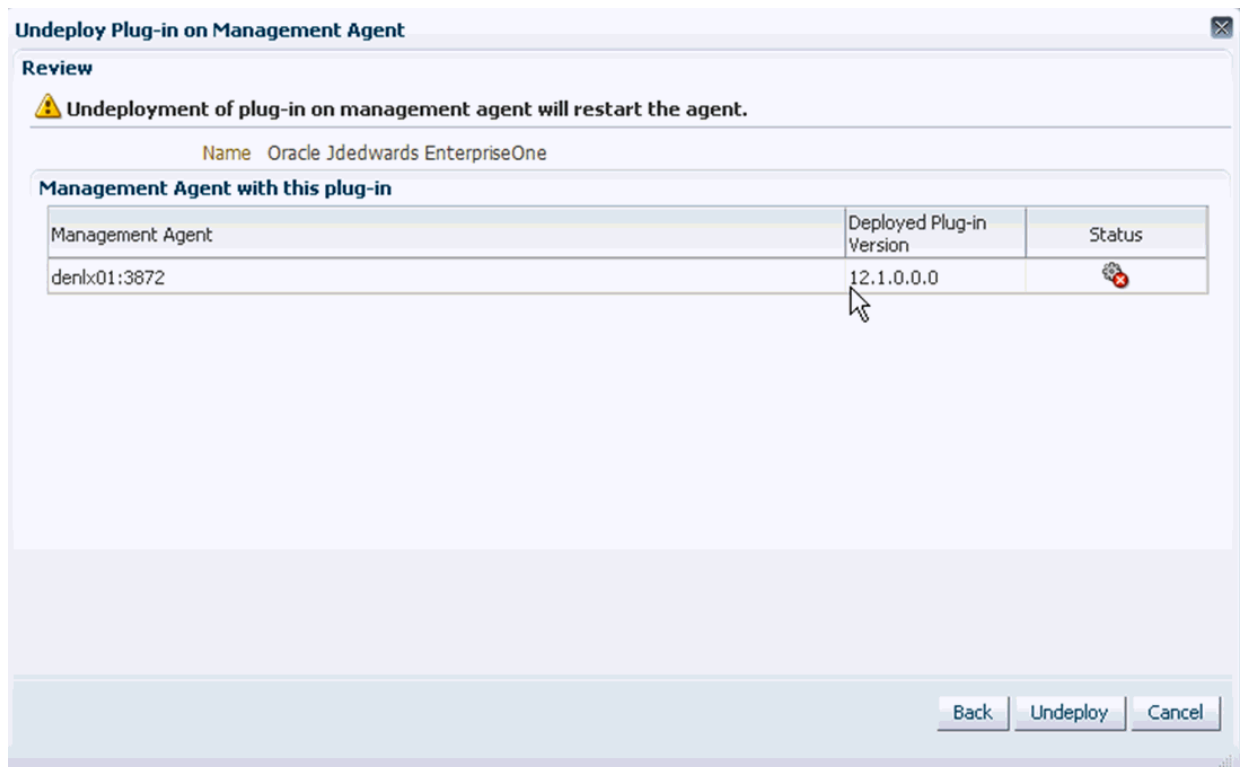 Undeploy Plug-in on Management Agent
Review
Undeployment of plug-in on management agent will restart the agent.
Name Oracle Jdedwards EnterpriseOne
Management Agent with this plug-in
Management Agent
Deployed Plug-in
Version
Status
denlx01:3872
12.1.0.0.0
Back
Undeploy
Cancel